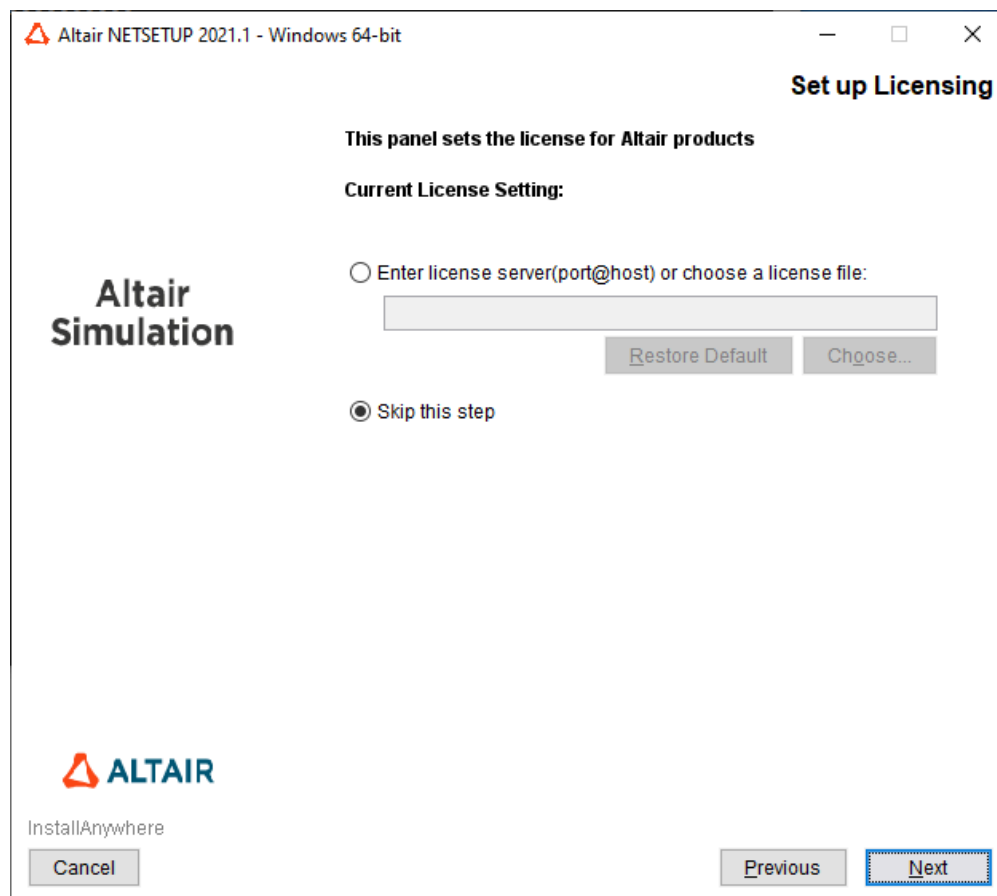 Altair NETSETUP 2021.1 - Windows 64-bit
Set up Licensing
This panel sets the license for Altair products
Current License Setting:
Enter license server(port@host) or choose a license file:
Restore Default
Choose...
Skip this step
Altair
Simulation
ALTAIR
InstallAnywhere
Cancel
Previous
Next